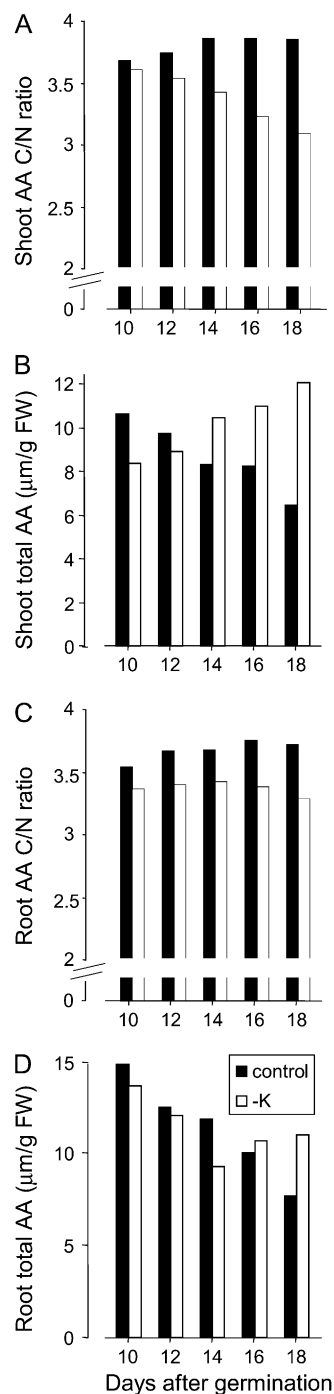 A
Shoot AA C/N ratio
4
3.5
3
2.5
2
0
10 12 14 16 18
B
Shoot total AA (µm/g FW)
12
10
8
6
4
2
0
10 12 14 16 18
C
Root AA C/N ratio
4
3.5
3
2.5
2
0
10 12 14 16 18
D
control
-K
Root total AA (µm/g FW)
15
10
5
0
10 12 14 16 18
Days after germination